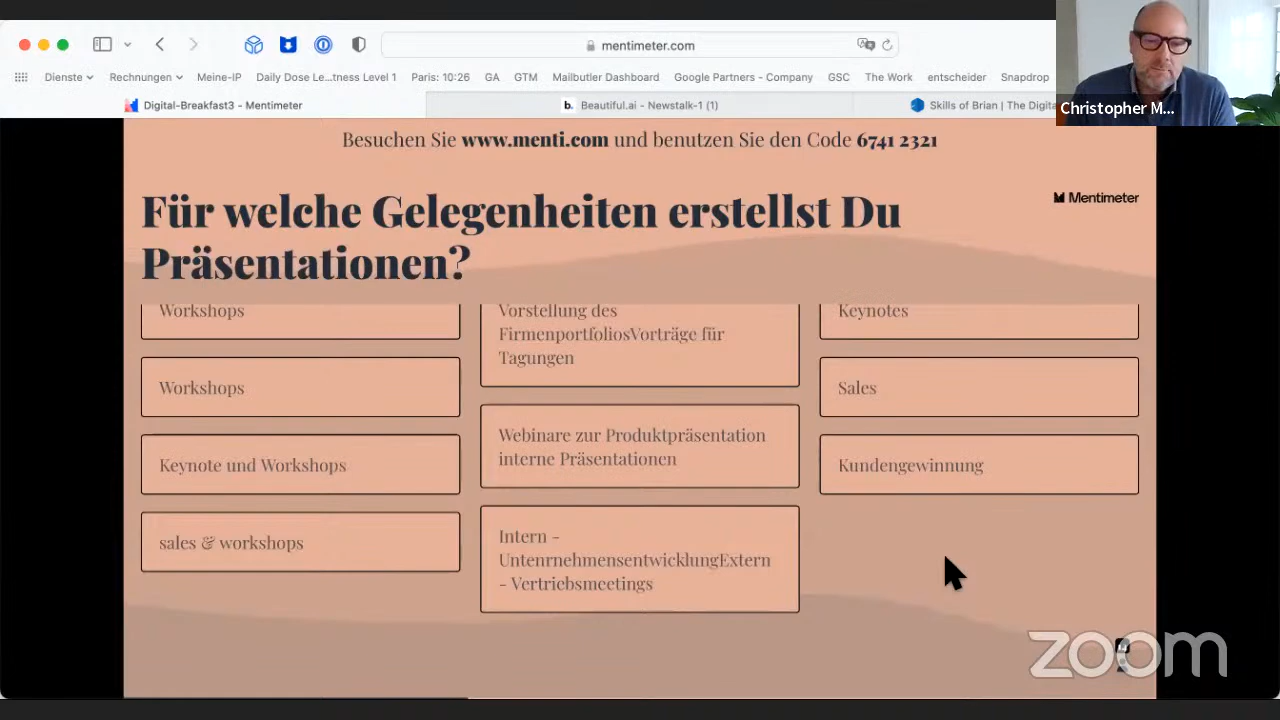 mentimeter.com
Dienste
Rechnungen
Meine-IP
Daily Dose Le...tness Level 1
Paris: 10:26
GA
GTM
Mailbutler Dashboard
Google Partners - Company
GSC
The Work
entscheider
Snapdrop
Christopher M...
Digital-Breakfast3 - Mentimeter
b. Beautiful.ai - Newstalk-1 (1)
Skills of Brian | The Digita
Besuchen Sie www.menti.com und benutzen Sie den Code 6741 2321
Mentimeter
Für welche Gelegenheiten erstellst Du
Präsentationen?
Workshops
Workshops
Keynote und Workshops
sales & workshops
Vorstellung des
FirmenportfoliosVorträge für
Tagungen
Webinare zur Produktpräsentation
interne Präsentationen
Intern -
UntenrnehmensentwicklungExtern
- Vertriebsmeetings
Keynotes
Sales
Kundengewinnung
zoom